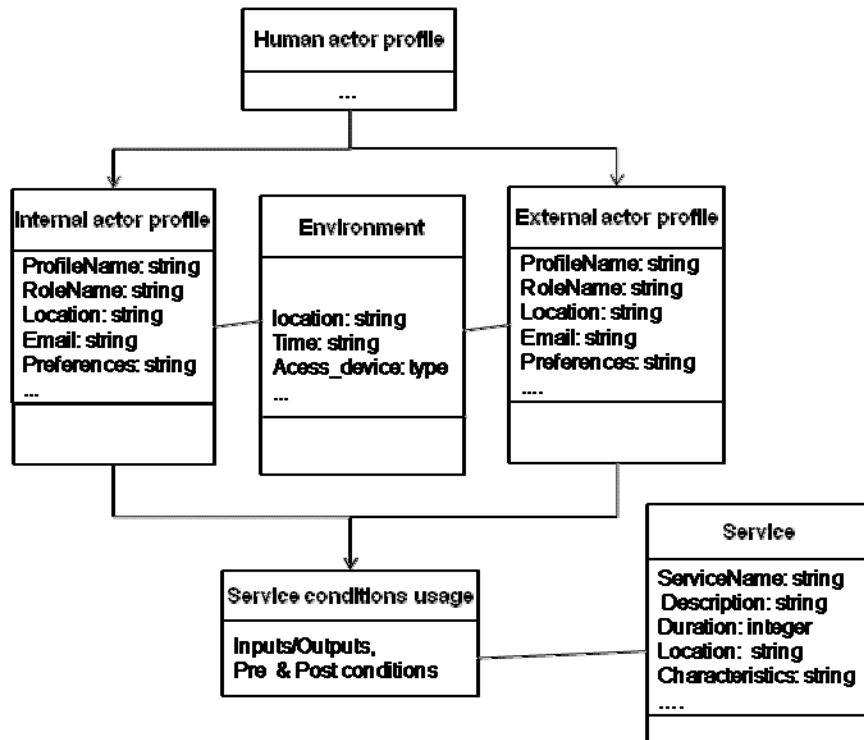 Human actor profile
...
Internal actor profile
ProfileName: string
RoleName: string
Location: string
Email: string
Preferences: string
...
Environment
location: string
Time: string
Acess_device: type
...
External actor profile
ProfileName: string
RoleName: string
Location: string
Email: string
Preferences: string
....
Service conditions usage
Inputs/Outputs,
Pre & Post conditions
Service
ServiceName: string
Description: string
Duration: integer
Location: string
Characteristics: string
....